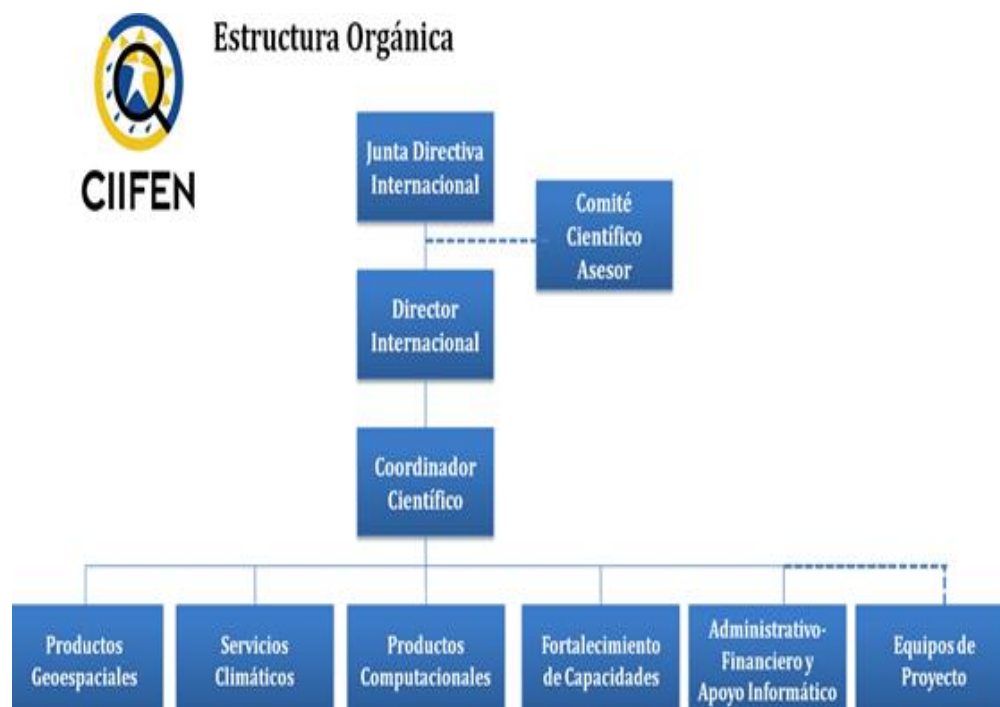 Estructura Orgánica
CIIFEN
Junta Directiva
Internacional
Comité
Científico
Asesor
Director
Internacional
Coordinador
Científico
Productos
Geoespaciales
Servicios
Climáticos
Productos
Computacionales
Fortalecimiento
de Capacidades
Administrativo-
Financiero y
Apoyo Informático
Equipos de
Proyecto